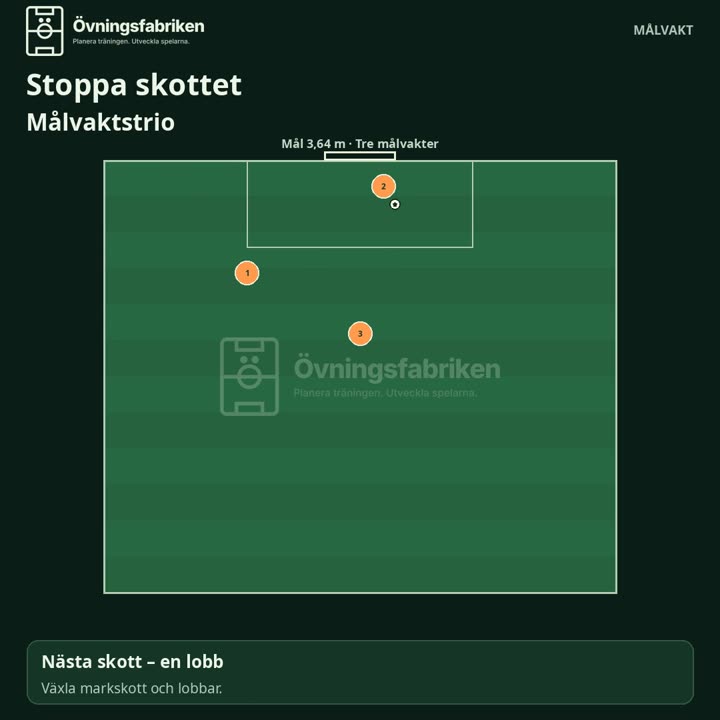 Övningsfabriken
Planera träningen. Utveckla spelarna.
MÅLVAKT
Stoppa skottet
Målvaktstrio
Mål 3,64 m · Tre målvakter
2
1
3
Övningsfabriken
Planera träningen. Utveckla spelarna.
Nästa skott – en lobb
Växla markskott och lobbar.